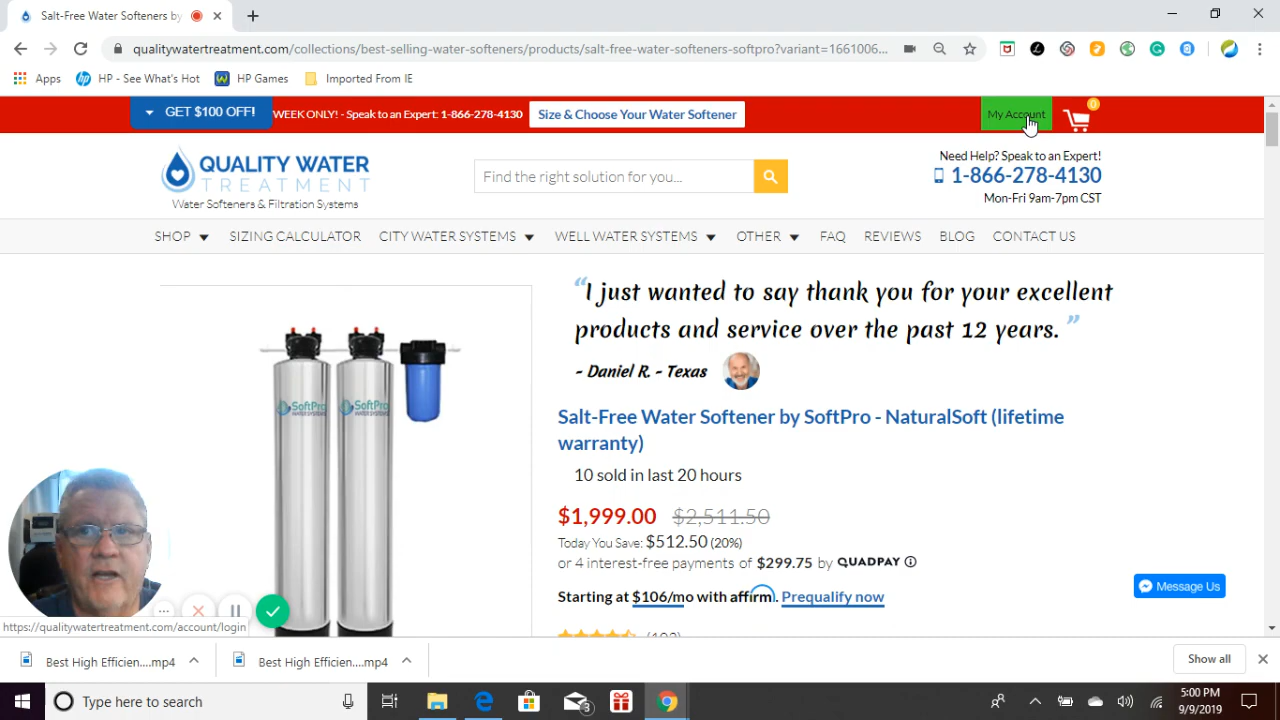 Salt-Free Water Softeners by
qualitywatertreatment.com/collections/best-selling-water-softeners/products/salt-free-water-softeners-softpro?variant=1661006...
Apps HP - See What's Hot HP Games Imported From IE
GET $100 OFF! WEEK ONLY! - Speak to an Expert: 1-866-278-4130 Size & Choose Your Water Softener My Account 0
QUALITY WATER
TREATMENT
Water Softeners & Filtration Systems
Find the right solution for you...
Need Help? Speak to an Expert!
1-866-278-4130
Mon-Fri 9am-7pm CST
SHOP SIZING CALCULATOR CITY WATER SYSTEMS WELL WATER SYSTEMS OTHER FAQ REVIEWS BLOG CONTACT US
“I just wanted to say thank you for your excellent
products and service over the past 12 years. ”
~ Daniel R. ~ Texas
Salt-Free Water Softener by SoftPro - NaturalSoft (lifetime
warranty)
10 sold in last 20 hours
$1,999.00 $2,511.50
Today You Save: $512.50 (20%)
or 4 interest-free payments of $299.75 by QUADPAY
Starting at $106/mo with affirm. Prequalify now
SoftPro SoftPro
Message Us
https://qualitywatertreatment.com/account/login
Best High Efficien....mp4 Best High Efficien....mp4 Show all
Type here to search
3
5:00 PM
9/9/2019